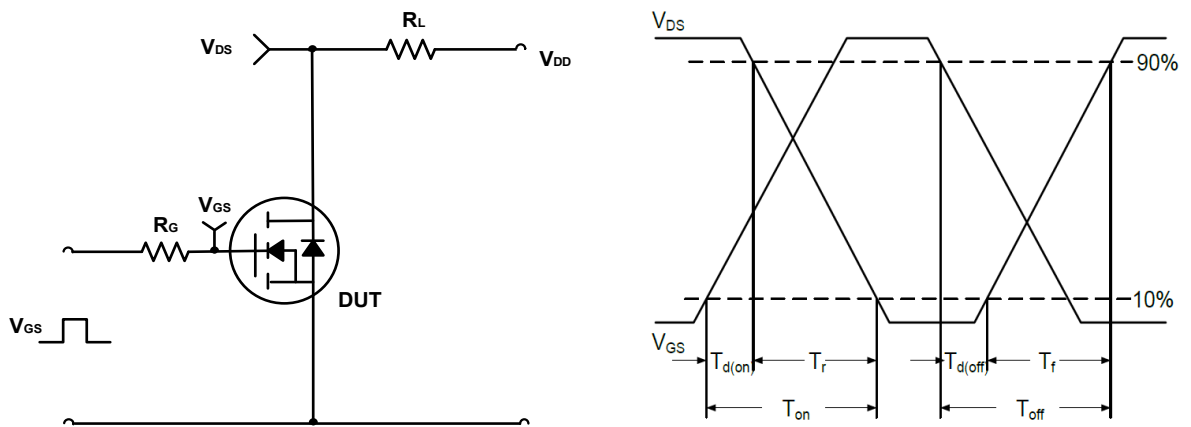 RL
VDS
VDD
VGS
RG
DUT
VGS
VDS
90%
10%
VGS
Td(on)
Tr
Td(off)
Tf
Ton
Toff